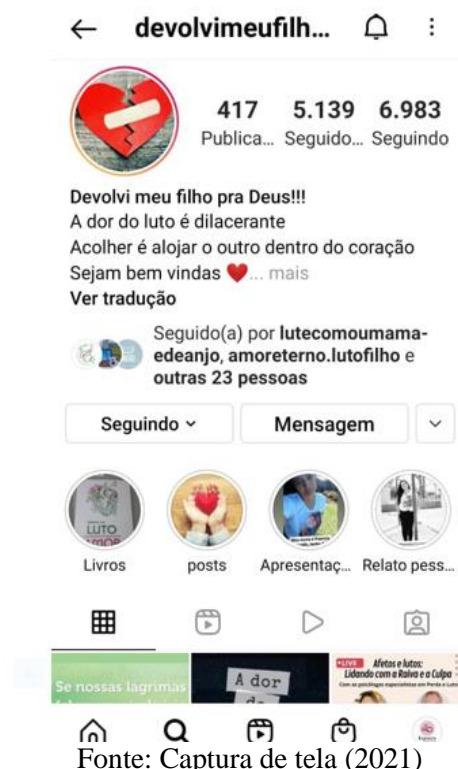 devolvimeufilh...
417 5.139 6.983
Publica... Seguido... Seguindo
Devolvi meu filho pra Deus!!!
A dor do luto é dilacerante
Acolher é alojar o outro dentro do coração
Sejam bem vindas ❤️... mais
Ver tradução
Seguido(a) por lutecomoumama-
edeanjo, amoreterno.lutofilho e
outras 23 pessoas
Seguindo
Mensagem
LUTO
AMOR
Livros posts Apresentaç... Relato pess...
Se nossas lágrimas
A dor
de
LIVE Afetos e lutos:
Lidando com a Raiva e a Culpa
Fonte: Captura de tela (2021)